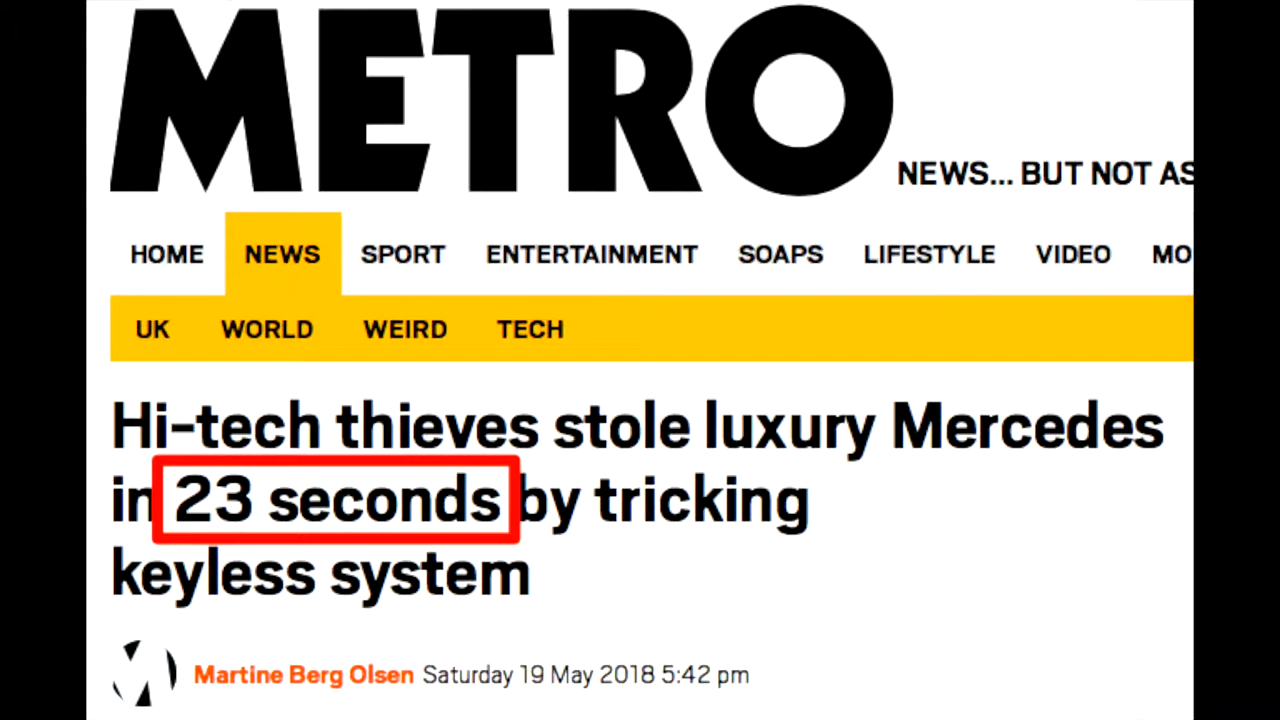 METRO
NEWS... BUT NOT AS
HOME NEWS SPORT ENTERTAINMENT SOAPS LIFESTYLE VIDEO MO
UK WORLD WEIRD TECH
Hi-tech thieves stole luxury Mercedes
in 23 seconds by tricking
keyless system
Martine Berg Olsen Saturday 19 May 2018 5:42 pm